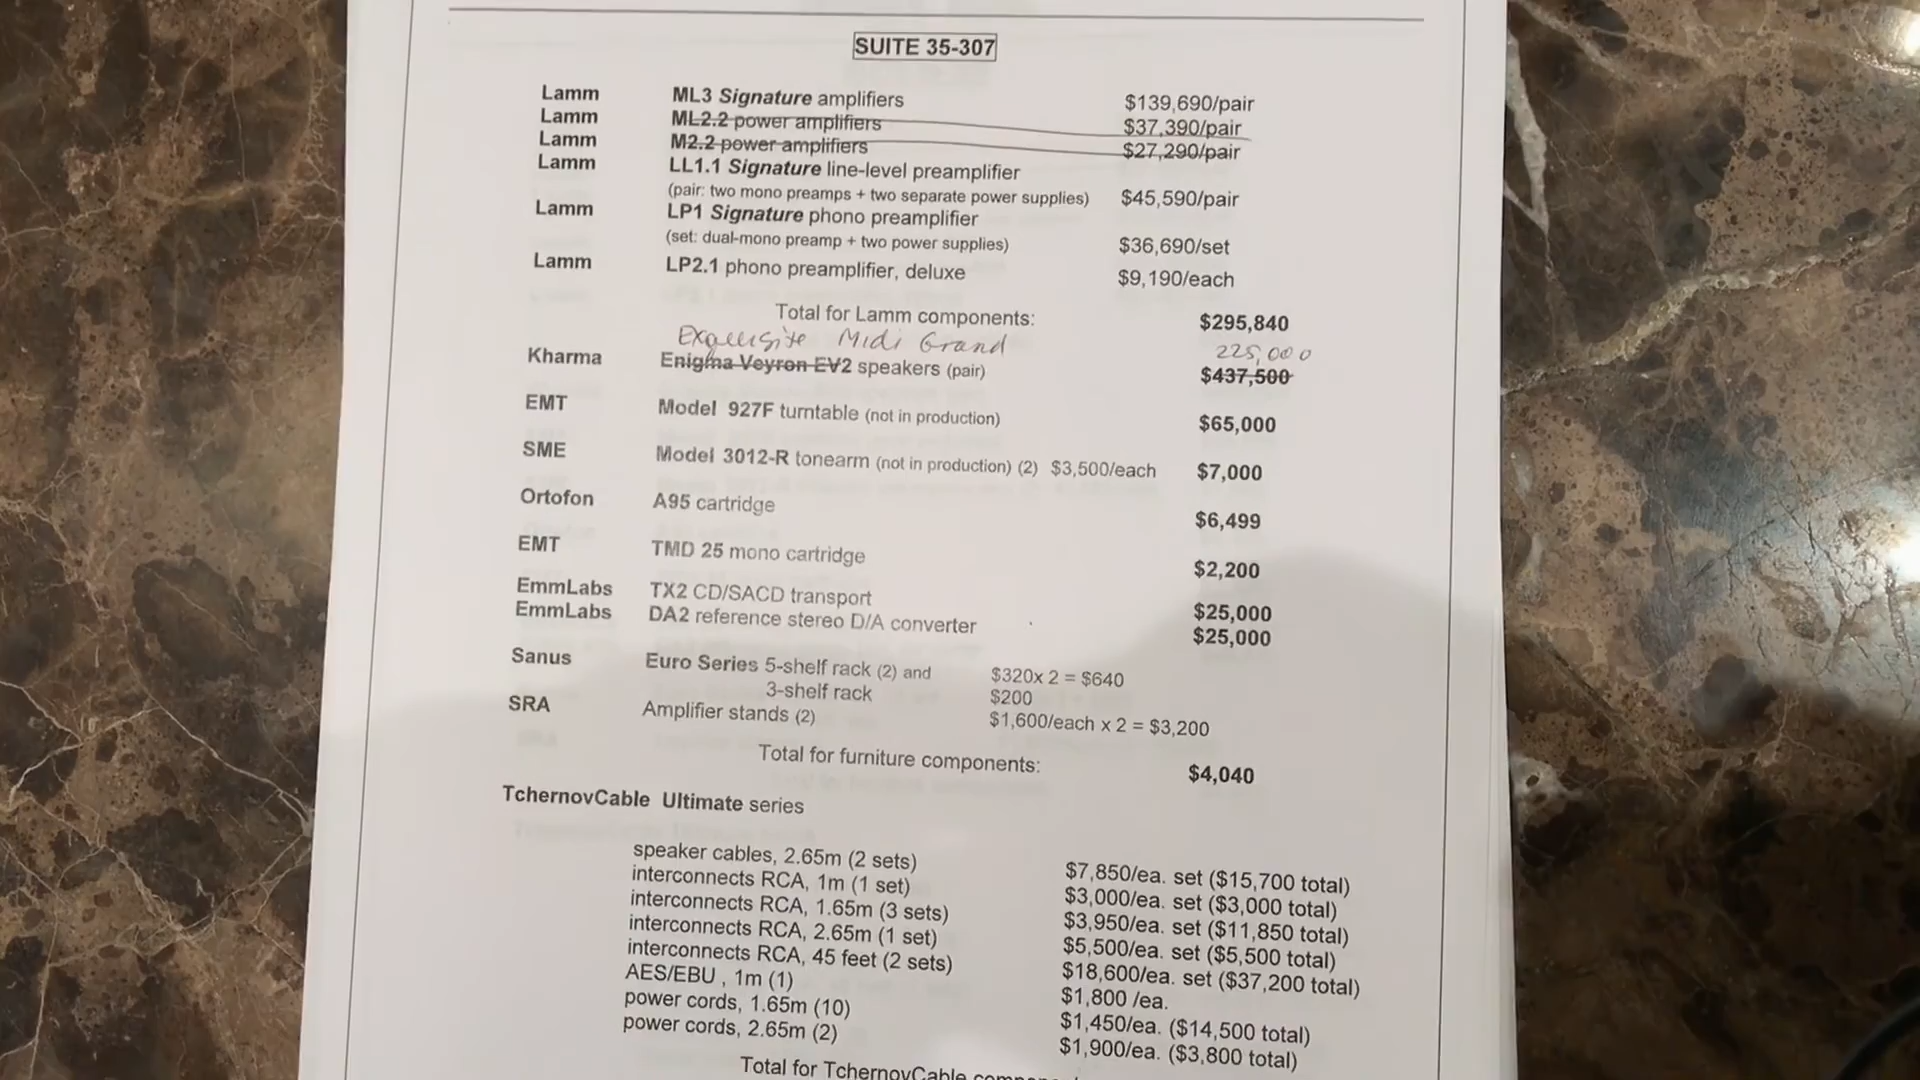 SUITE 35-307
Lamm ML3 Signature amplifiers $139,690/pair
Lamm ML2.2 power amplifiers $37,390/pair
Lamm M2.2 power amplifiers $27,290/pair
Lamm LL1.1 Signature line-level preamplifier
(pair: two mono preamps + two separate power supplies) $45,590/pair
Lamm LP1 Signature phono preamplifier
(set: dual-mono preamp + two power supplies) $36,690/set
Lamm LP2.1 phono preamplifier, deluxe $9,190/each
Total for Lamm components: $295,840
Exquisite Midi Grand 225,000
Kharma Enigma Veyron EV2 speakers (pair) $437,500
EMT Model 927F turntable (not in production) $65,000
SME Model 3012-R tonearm (not in production) (2) $3,500/each $7,000
Ortofon A95 cartridge $6,499
EMT TMD 25 mono cartridge $2,200
EmmLabs TX2 CD/SACD transport $25,000
EmmLabs DA2 reference stereo D/A converter $25,000
Sanus Euro Series 5-shelf rack (2) and $320x 2 = $640
3-shelf rack $200
SRA Amplifier stands (2) $1,600/each x 2 = $3,200
Total for furniture components: $4,040
TchernovCable Ultimate series
speaker cables, 2.65m (2 sets) $7,850/ea. set ($15,700 total)
interconnects RCA, 1m (1 set) $3,000/ea. set ($3,000 total)
interconnects RCA, 1.65m (3 sets) $3,950/ea. set ($11,850 total)
interconnects RCA, 2.65m (1 set) $5,500/ea. set ($5,500 total)
interconnects RCA, 45 feet (2 sets) $18,600/ea. set ($37,200 total)
AES/EBU , 1m (1) $1,800 /ea.
power cords, 1.65m (10) $1,450/ea. ($14,500 total)
power cords, 2.65m (2) $1,900/ea. ($3,800 total)
Total for TchernovCable